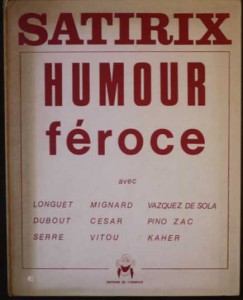 SATIRIX
HUMOUR
féroce
avec
LONGUET MIGNARD VAZQUEZ DE SOLA
DUBOUT CESAR PINO ZAC
SERRE VITOU KAHER